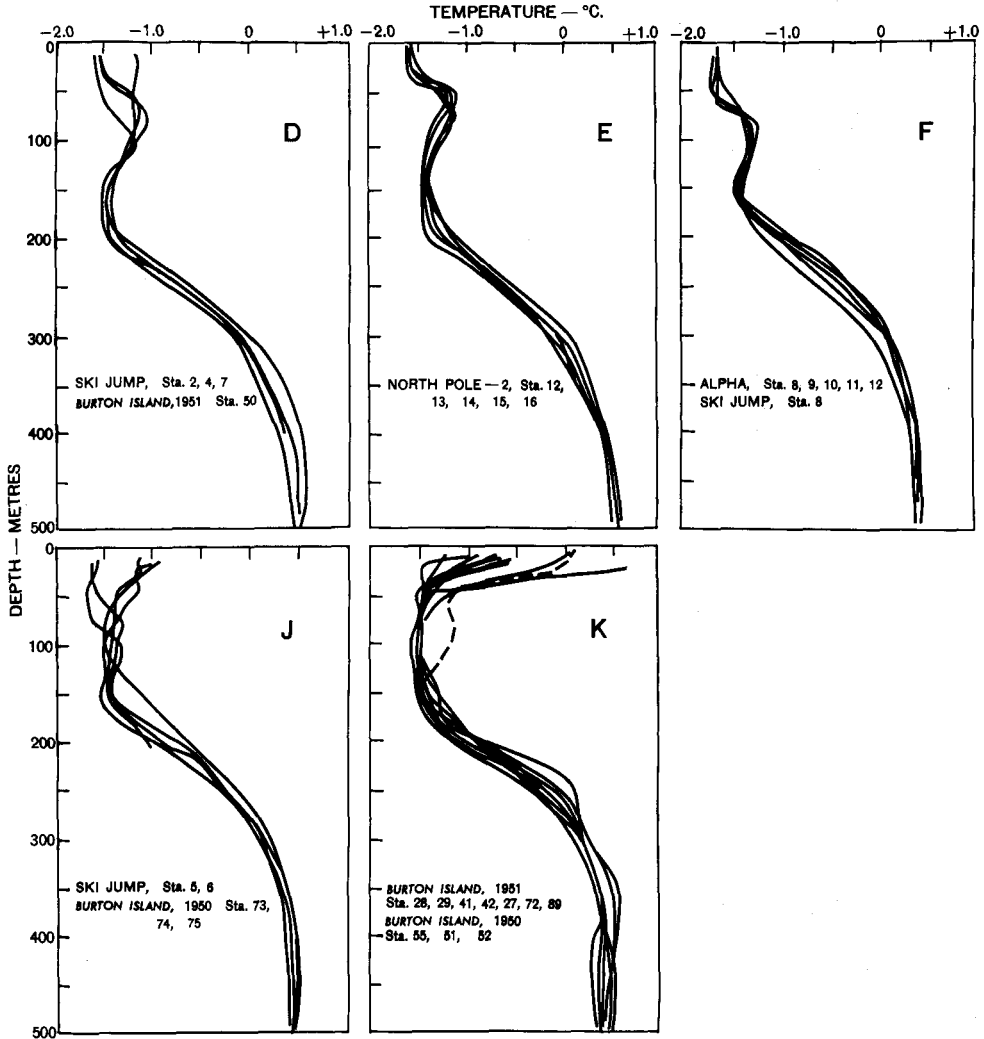 TEMPERATURE — °C.
-2.0 -1.0 0 +1.0
-2.0 -1.0 0 +1.0
-2.0 -1.0 0 +1.0
0
100
200
300
400
500
D
SKI JUMP, Sta. 2, 4, 7
BURTON ISLAND, 1951 Sta. 50
E
NORTH POLE — 2, Sta. 12,
13, 14, 15, 16
F
ALPHA, Sta. 8, 9, 10, 11, 12
SKI JUMP, Sta. 8
DEPTH — METRES
0
100
200
300
400
500
J
SKI JUMP, Sta. 5, 6
BURTON ISLAND, 1950 Sta. 73,
74, 75
K
BURTON ISLAND, 1951
Sta. 28, 29, 41, 42, 27, 72, 89
BURTON ISLAND, 1950
Sta. 55, 51, 52